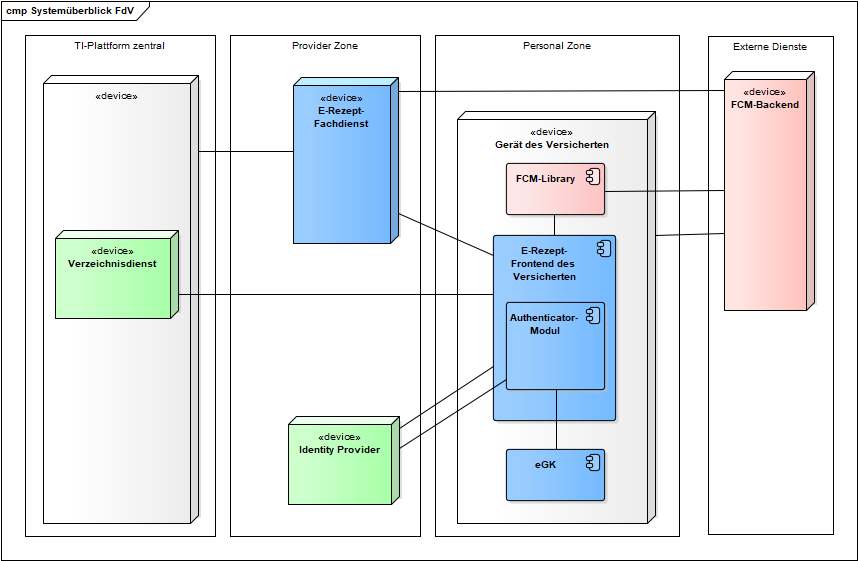 cmp Systemüberblick FdV
TI-Plattform zentral
«device»
«device»
Verzeichnisdienst
Provider Zone
«device»
E-Rezept-
Fachdienst
«device»
Identity Provider
Personal Zone
«device»
Gerät des Versicherten
FCM-Library
E-Rezept-
Frontend des
Versicherten
Authenticator-
Modul
eGK
Externe Dienste
«device»
FCM-Backend